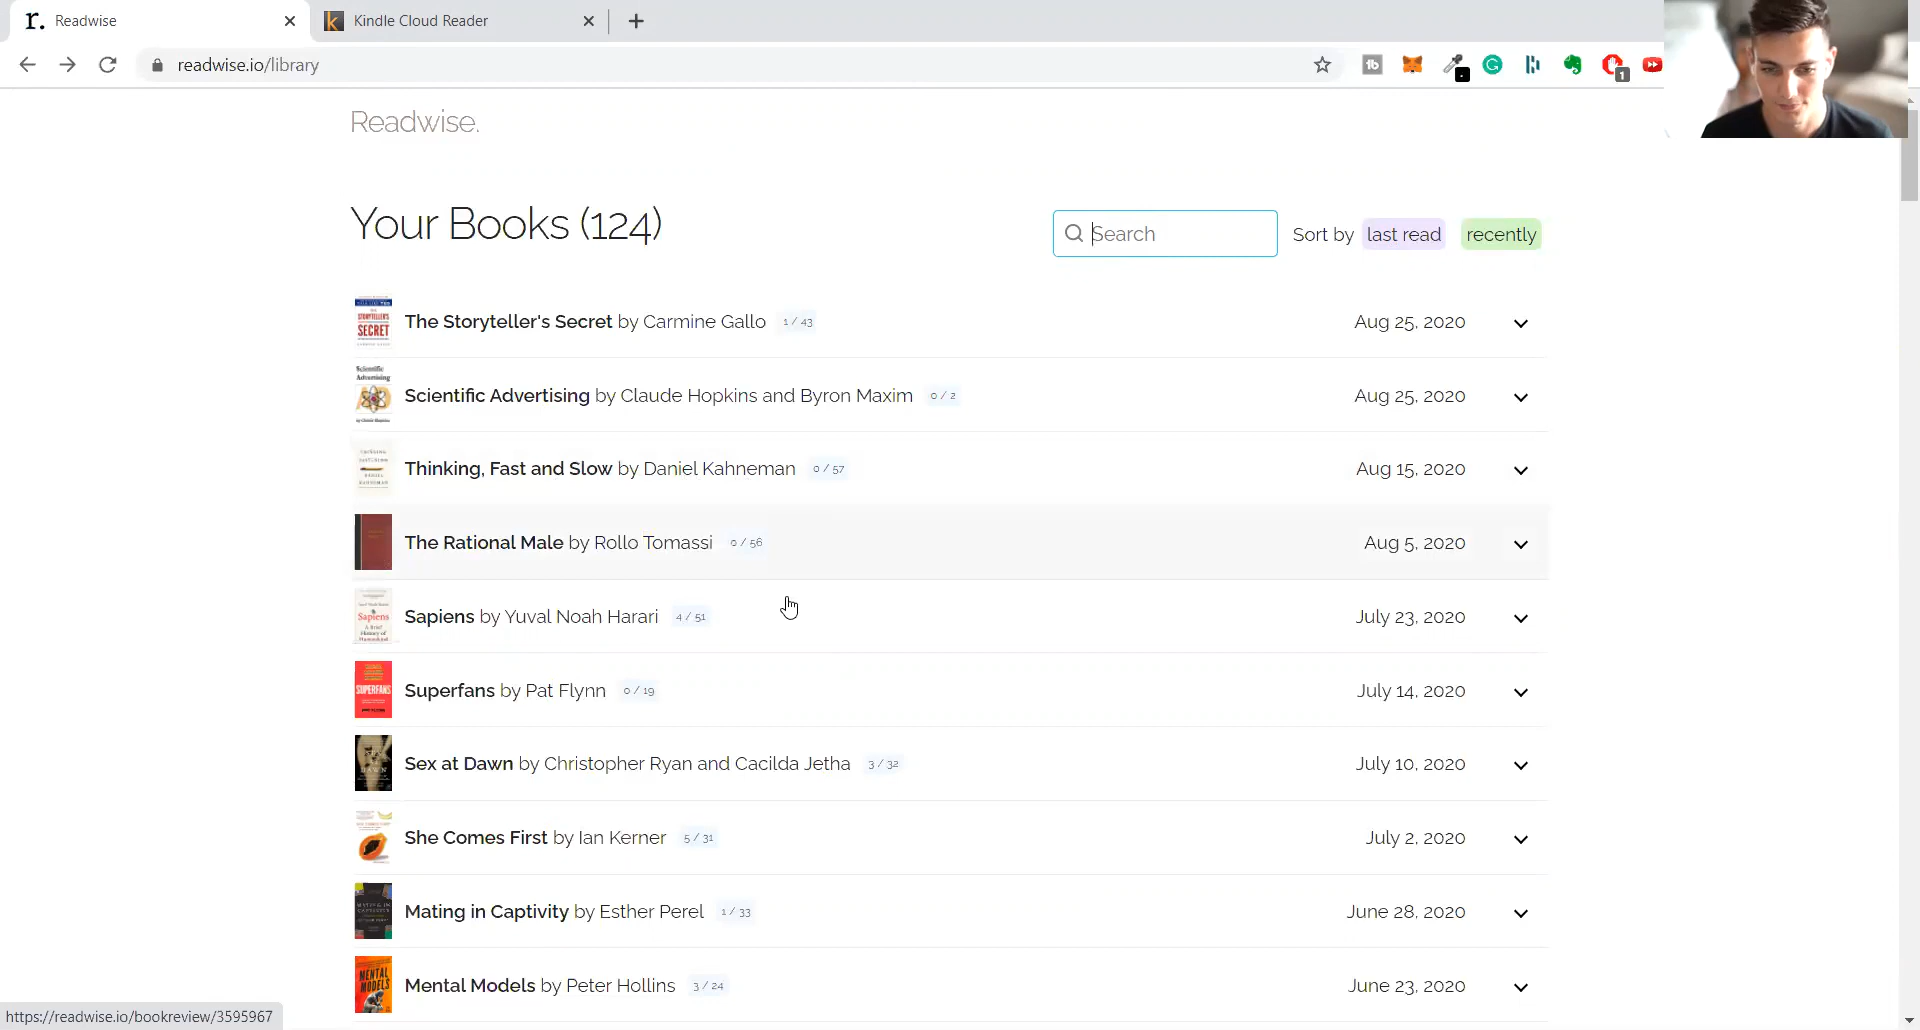 r. Readwise
k Kindle Cloud Reader
readwise.io/library
1
Readwise.
Your Books (124)
Search
Sort by last read recently
The Storyteller's Secret by Carmine Gallo 1 / 43 Aug 25, 2020
Scientific Advertising by Claude Hopkins and Byron Maxim 0 / 2 Aug 25, 2020
Thinking, Fast and Slow by Daniel Kahneman 0 / 57 Aug 15, 2020
The Rational Male by Rollo Tomassi 0 / 56 Aug 5, 2020
Sapiens by Yuval Noah Harari 4 / 51 July 23, 2020
Superfans by Pat Flynn 0 / 19 July 14, 2020
Sex at Dawn by Christopher Ryan and Cacilda Jetha 3 / 32 July 10, 2020
She Comes First by Ian Kerner 5 / 31 July 2, 2020
Mating in Captivity by Esther Perel 1 / 33 June 28, 2020
Mental Models by Peter Hollins 3 / 24 June 23, 2020
https://readwise.io/bookreview/3595967